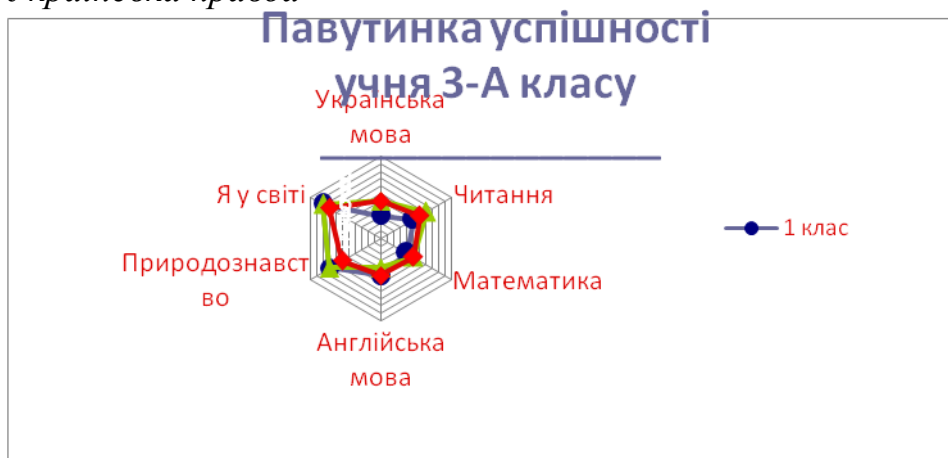 Павутинка успішності
учня 3-А класу
Українська
мова
Я у світі
Читання
1 клас
Природознавст
во
Математика
Англійська
мова